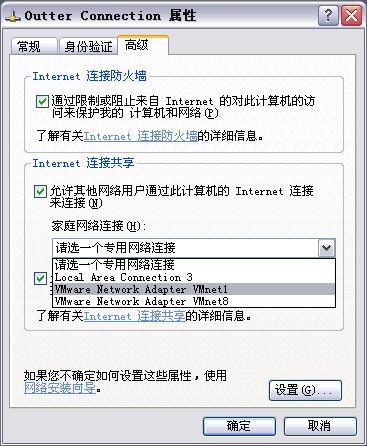 Outter Connection 属性
常规
身份验证
高级
Internet 连接防火墙
通过限制或阻止来自 Internet 的对此计算机的访
问来保护我的 计算机和网络(P)
了解有关Internet 连接防火墙的详细信息。
Internet 连接共享
允许其他网络用户通过此计算机的 Internet 连接
来连接(N)
家庭网络连接(H):
请选一个专用网络连接
请选一个专用网络连接
Local Area Connection 3
VMware Network Adapter VMnet1
VMware Network Adapter VMnet8
了解有关Internet 连接共享的详细信息。
如果您不确定如何设置这些属性，使用
网络安装向导。
设置(G)...
确定
取消